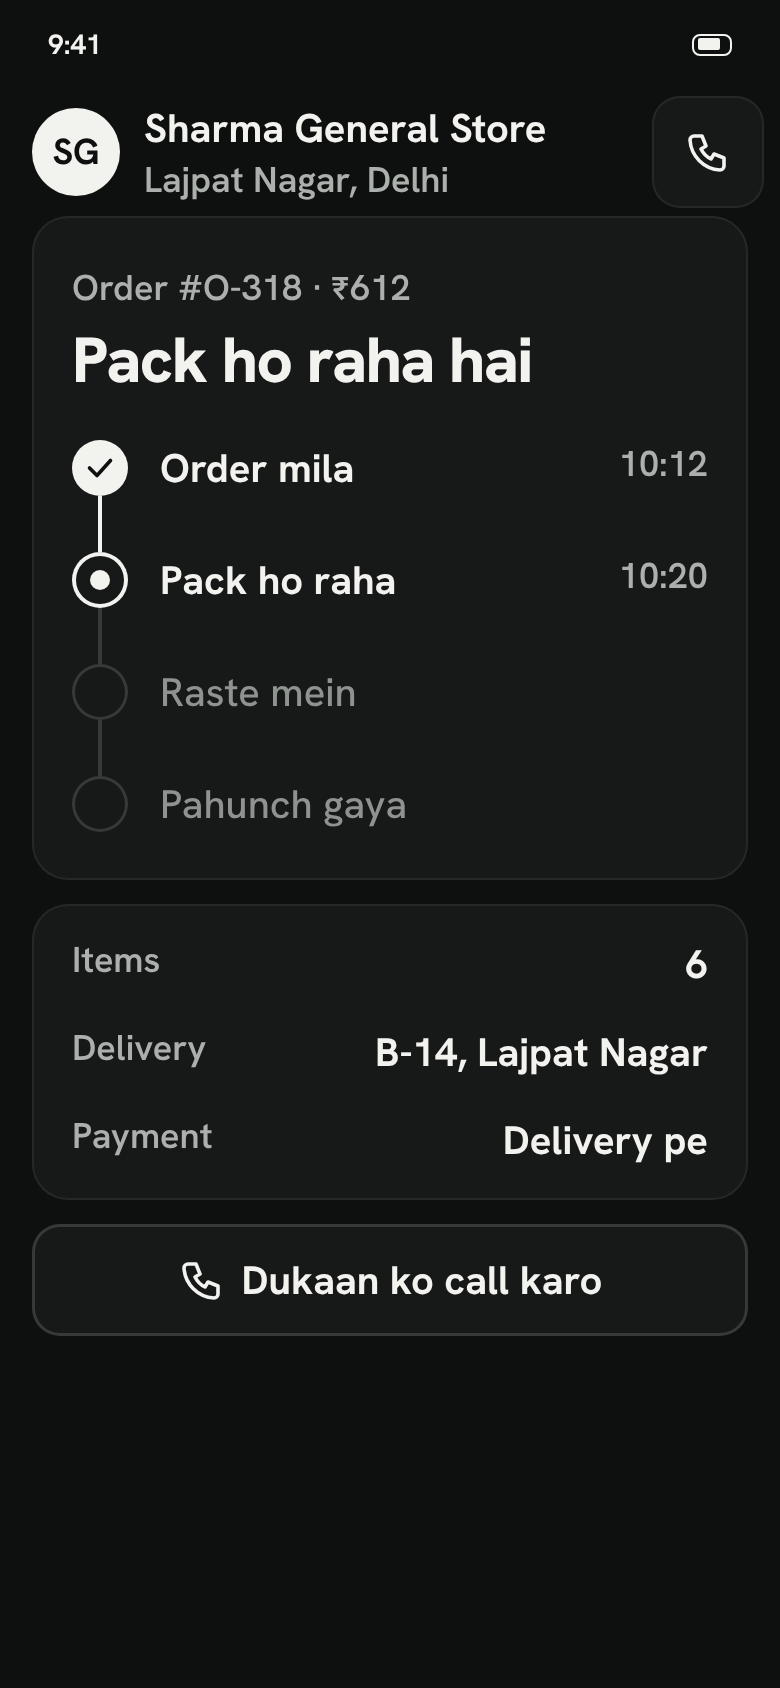 9:41
SG
Sharma General Store
Lajpat Nagar, Delhi
Order #O-318 · ₹612
Pack ho raha hai
Order mila 10:12
Pack ho raha 10:20
Raste mein
Pahunch gaya
Items 6
Delivery B-14, Lajpat Nagar
Payment Delivery pe
Dukaan ko call karo